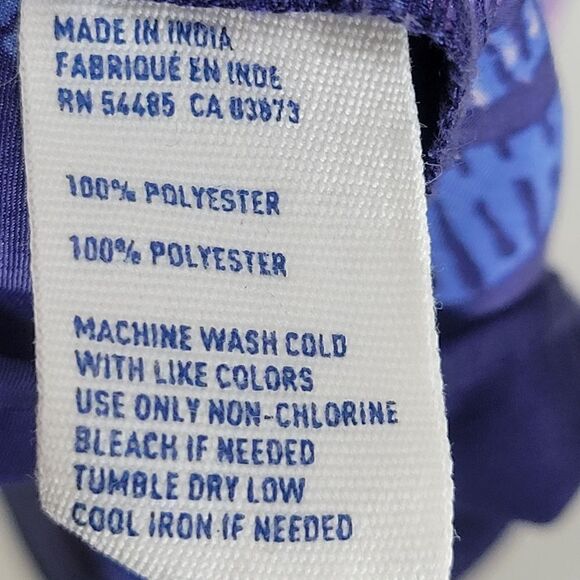 MADE IN INDIA
FABRIQUÉ EN INDE
RN 54485 CA 03873
100% POLYESTER
100% POLYESTER
MACHINE WASH COLD
WITH LIKE COLORS
USE ONLY NON-CHLORINE
BLEACH IF NEEDED
TUMBLE DRY LOW
COOL IRON IF NEEDED